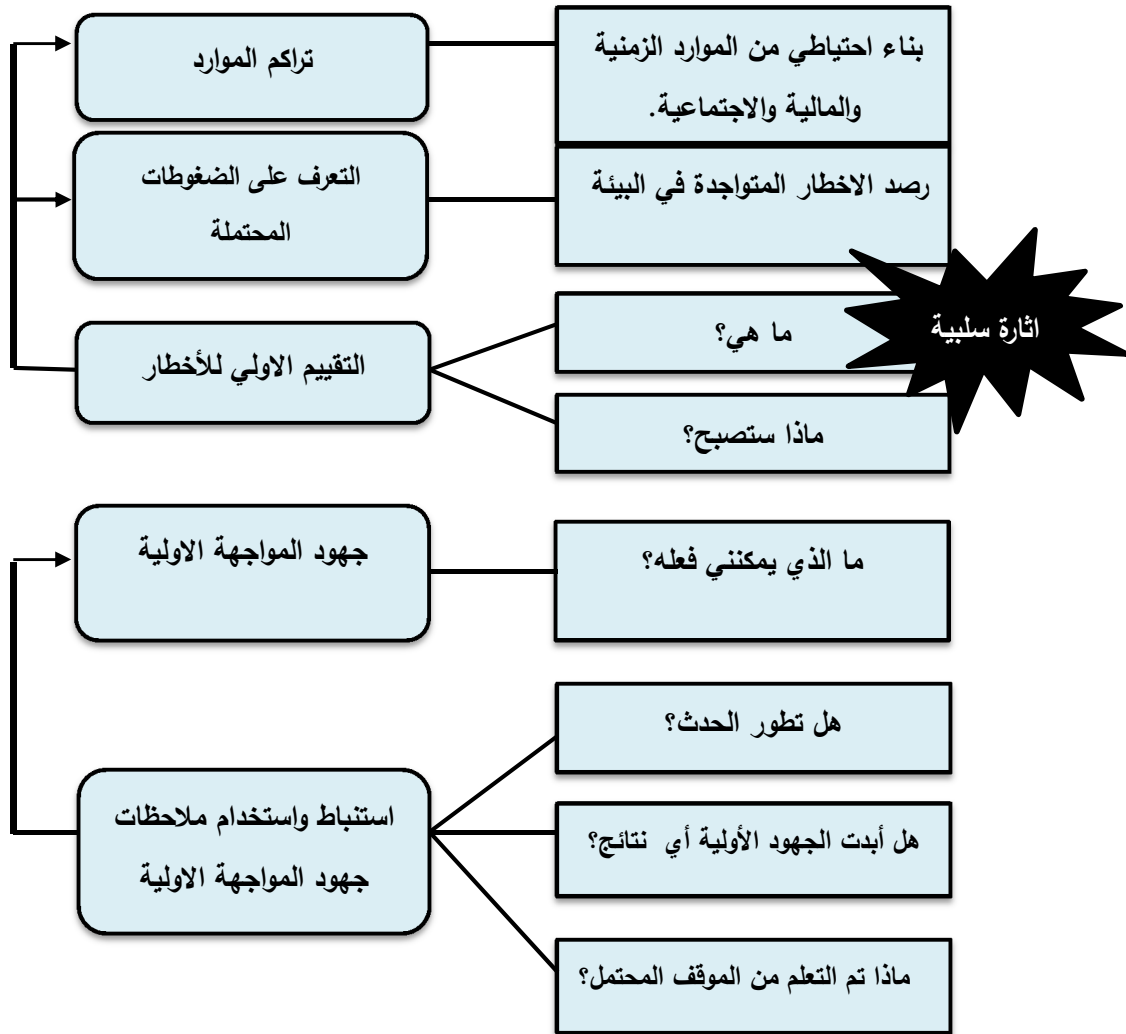 تراكم الموارد
بناء احتياطي من الموارد الزمنية
والمالية والاجتماعية.
التعرف على الضغوطات
المحتملة
رصد الاخطار المتواجدة في البيئة
التقييم الاولي للأخطار
ما هي؟
اثارة سلبية
ماذا ستصبح؟
جهود المواجهة الاولية
ما الذي يمكنني فعله؟
استنباط واستخدام ملاحظات
جهود المواجهة الاولية
هل تطور الحدث؟
هل أبدت الجهود الأولية أي نتائج؟
ماذا تم التعلم من الموقف المحتمل؟